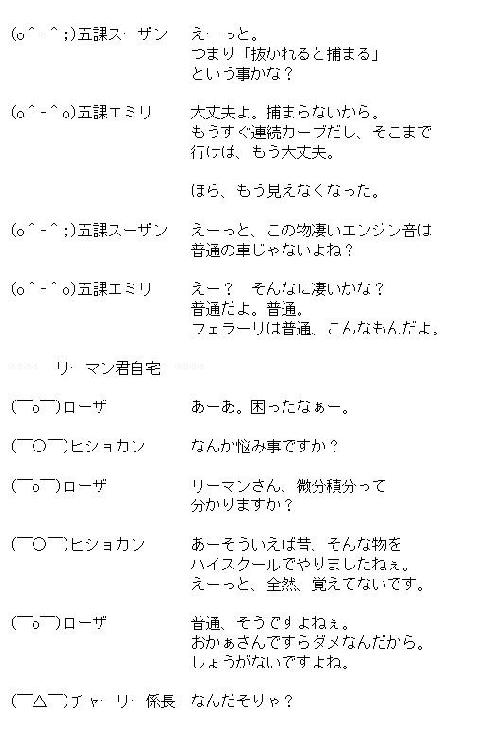 (o＾-＾;)五課スーザン えーっと。
つまり「抜かれると捕まる」
という事かな？
(o＾-＾o)五課エミリ 大丈夫よ。捕まらないから。
もうすぐ連続カーブだし、そこまで
行けば、もう大丈夫。
ほら、もう見えなくなった。
(o＾-＾;)五課スーザン えーっと、この物凄いエンジン音は
普通の車じゃないよね？
(o＾-＾o)五課エミリ えー？　そんなに凄いかな？
普通だよ。普通。
フェラーリは普通、こんなもんだよ。
リーマン君自宅
(￣o￣)ローザ あーあ。困ったなぁー。
(￣○￣)ヒショカン なんか悩み事ですか？
(￣o￣)ローザ リーマンさん、微分積分って
分かりますか？
(￣○￣)ヒショカン あーそういえば昔、そんな物を
ハイスクールでやりましたねぇ。
えーっと、全然、覚えてないです。
(￣o￣)ローザ 普通、そうですよねぇ。
おかぁさんですらダメなんだから。
しょうがないですよね。
(￣△￣)チャーリー係長 なんだそりゃ？